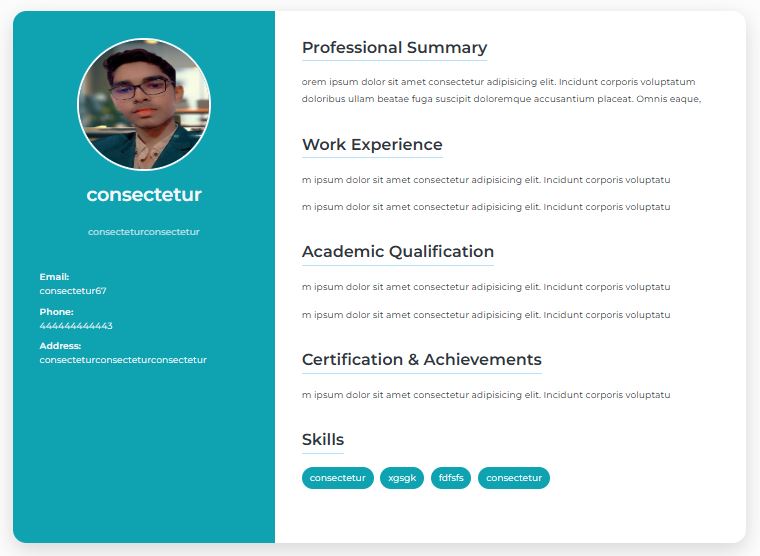 consectetur
consecteturconsectetur
Email:
consectetur67
Phone:
444444444443
Address:
consecteturconsecteturconsectetur
Professional Summary
orem ipsum dolor sit amet consectetur adipisicing elit. Incidunt corporis voluptatum
doloribus ullam beatae fuga suscipit doloremque accusantium placeat. Omnis eaque,
Work Experience
m ipsum dolor sit amet consectetur adipisicing elit. Incidunt corporis voluptatu
m ipsum dolor sit amet consectetur adipisicing elit. Incidunt corporis voluptatu
Academic Qualification
m ipsum dolor sit amet consectetur adipisicing elit. Incidunt corporis voluptatu
m ipsum dolor sit amet consectetur adipisicing elit. Incidunt corporis voluptatu
Certification & Achievements
m ipsum dolor sit amet consectetur adipisicing elit. Incidunt corporis voluptatu
Skills
consectetur xgsgk fdfsfs consectetur